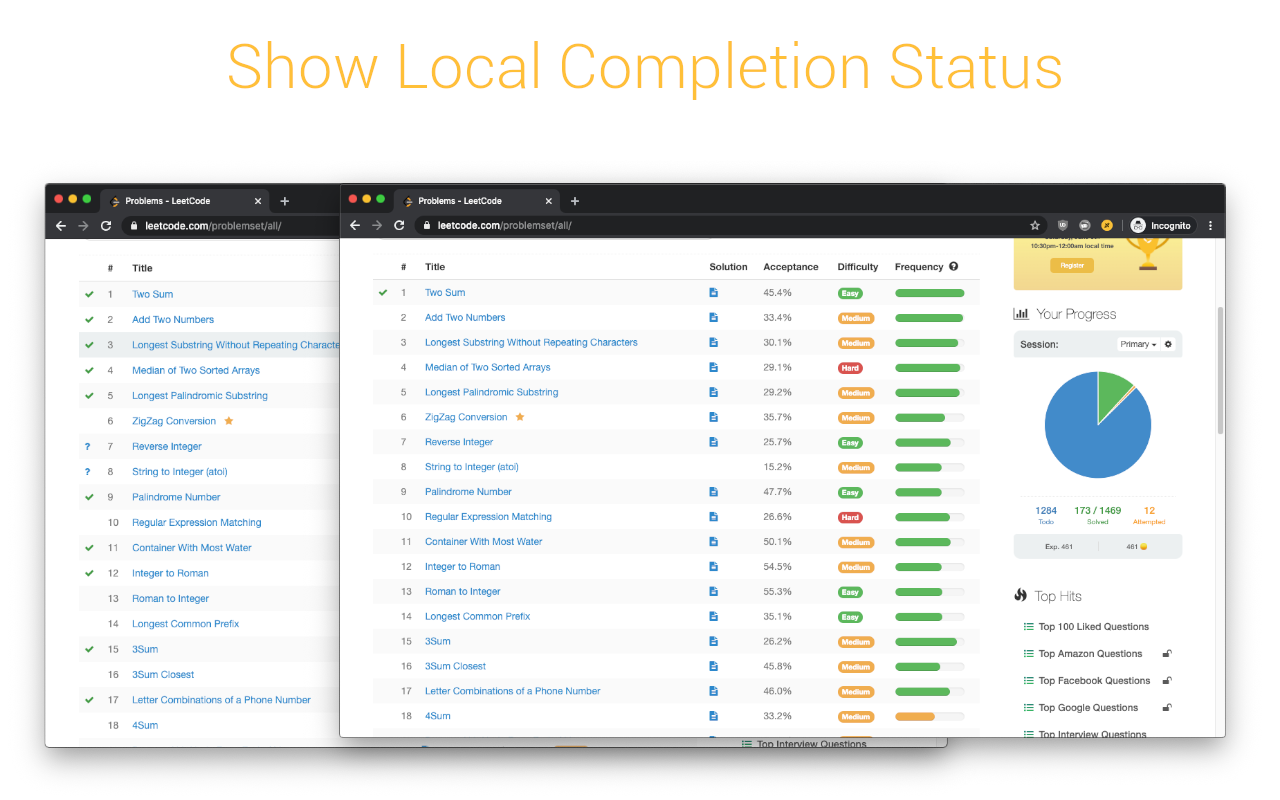 Show Local Completion Status
Problems - LeetCode
leetcode.com/problemset/all/
# Title
1 Two Sum
2 Add Two Numbers
3 Longest Substring Without Repeating Characte
4 Median of Two Sorted Arrays
5 Longest Palindromic Substring
6 ZigZag Conversion
? 7 Reverse Integer
? 8 String to Integer (atoi)
9 Palindrome Number
10 Regular Expression Matching
11 Container With Most Water
12 Integer to Roman
13 Roman to Integer
14 Longest Common Prefix
15 3Sum
16 3Sum Closest
17 Letter Combinations of a Phone Number
18 4Sum
Problems - LeetCode
leetcode.com/problemset/all/
Incognito
# Title Solution Acceptance Difficulty Frequency
1 Two Sum 45.4% Easy
2 Add Two Numbers 33.4% Medium
3 Longest Substring Without Repeating Characters 30.1% Medium
4 Median of Two Sorted Arrays 29.1% Hard
5 Longest Palindromic Substring 29.2% Medium
6 ZigZag Conversion 35.7% Medium
7 Reverse Integer 25.7% Easy
8 String to Integer (atoi) 15.2% Medium
9 Palindrome Number 47.7% Easy
10 Regular Expression Matching 26.6% Hard
11 Container With Most Water 50.1% Medium
12 Integer to Roman 54.5% Medium
13 Roman to Integer 55.3% Easy
14 Longest Common Prefix 35.1% Easy
15 3Sum 26.2% Medium
16 3Sum Closest 45.8% Medium
17 Letter Combinations of a Phone Number 46.0% Medium
18 4Sum 33.2% Medium
10:30pm-12:00am local time
Register
Your Progress
Session: Primary
1284 173 / 1469 12
Todo Solved Attempted
Exp. 461 461
Top Hits
Top 100 Liked Questions
Top Amazon Questions
Top Facebook Questions
Top Google Questions
Top Interview Questions
Top Interview Questions